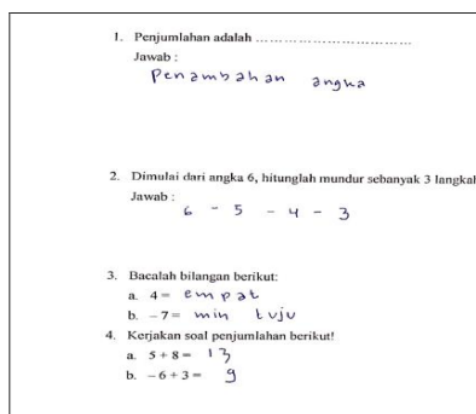 1. Penjumlahan adalah ........................................
Jawab :
Penambahan angka
2. Dimulai dari angka 6, hitunglah mundur sebanyak 3 langkah
Jawab :
6 - 5 - 4 - 3
3. Bacalah bilangan berikut:
a. 4 = empat
b. -7 = min tuju
4. Kerjakan soal penjumlahan berikut!
a. 5 + 8 = 13
b. -6 + 3 = 9